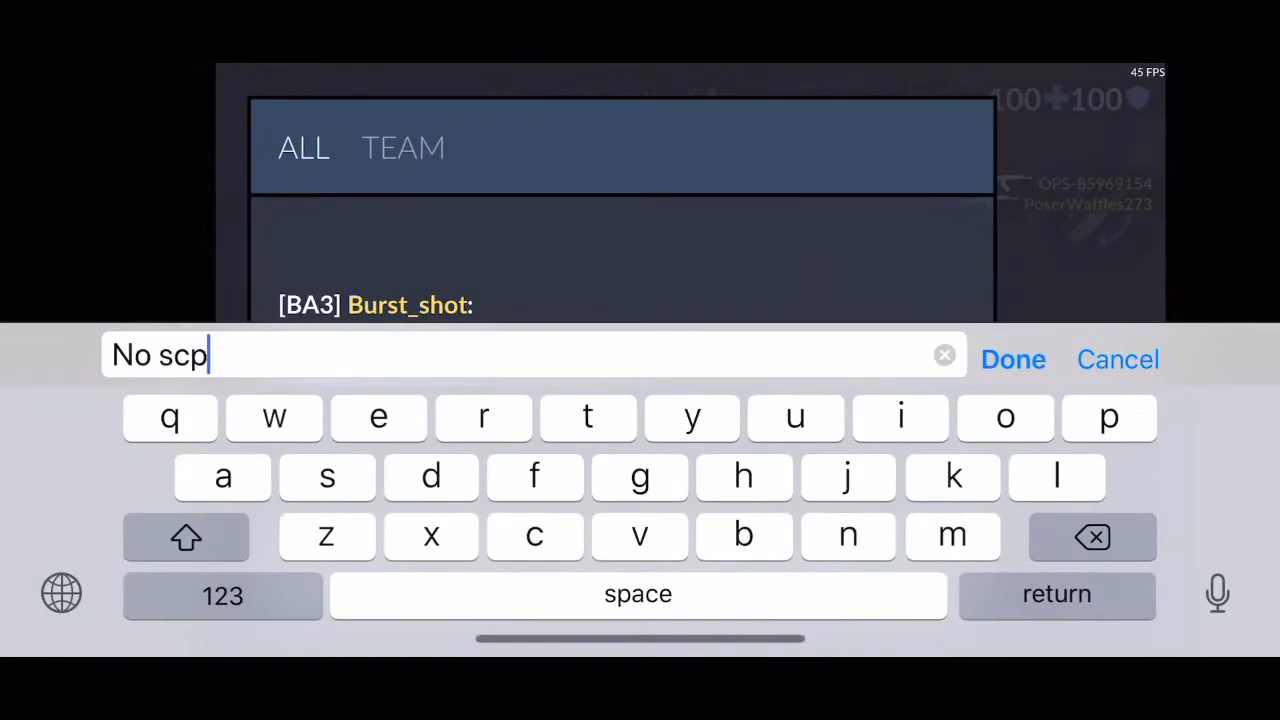 45 FPS
100 100
ALL TEAM
OPS-85969154
PoserWaffles273
[BA3] Burst_shot:
No scp
Done Cancel
q w e r t y u i o p
a s d f g h j k l
z x c v b n m
123 space return